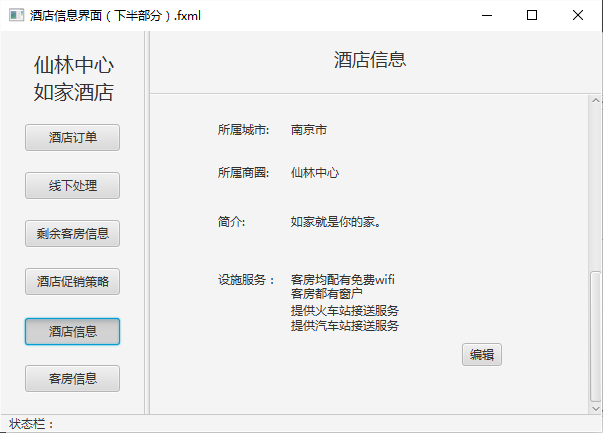 酒店信息界面（下半部分）.fxml
仙林中心
如家酒店
酒店订单
线下处理
剩余客房信息
酒店促销策略
酒店信息
客房信息
酒店信息
所属城市: 南京市
所属商圈: 仙林中心
简介: 如家就是你的家。
设施服务： 客房均配有免费wifi
客房都有窗户
提供火车站接送服务
提供汽车站接送服务
编辑
状态栏：